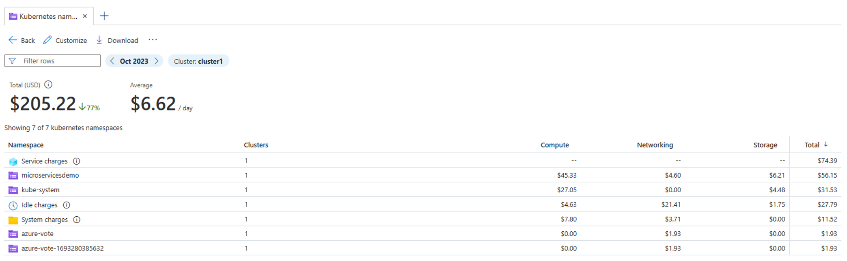 Kubernetes nam... ×
Back Customize Download ...
Filter rows < Oct 2023 > Cluster: cluster1
Total (USD) Average
$205.22 ↓77% $6.62 / day
Showing 7 of 7 kubernetes namespaces
Namespace Clusters Compute Networking Storage Total ↓
Service charges 1 -- -- -- $74.39
microservicesdemo 1 $45.33 $4.60 $6.21 $56.15
kube-system 1 $27.05 $0.00 $4.48 $31.53
Idle charges 1 $4.63 $21.41 $1.75 $27.79
System charges 1 $7.80 $3.71 $0.00 $11.52
azure-vote 1 $0.00 $1.93 $0.00 $1.93
azure-vote-1693280385632 1 $0.00 $1.93 $0.00 $1.93